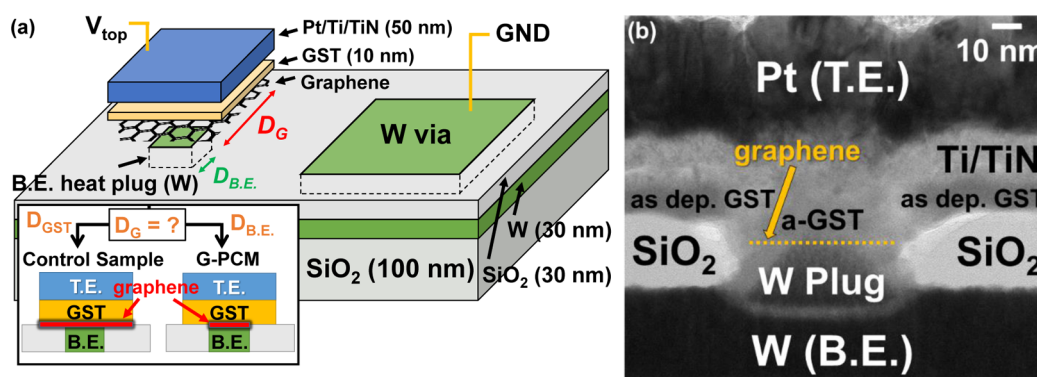 (a)
V_top
Pt/Ti/TiN (50 nm)
GST (10 nm)
Graphene
GND
D_G
W via
D_B.E.
B.E. heat plug (W)
W (30 nm)
SiO₂ (30 nm)
SiO₂ (100 nm)
D_GST
D_G = ?
D_B.E.
Control Sample
G-PCM
T.E.
graphene
T.E.
GST
GST
B.E.
B.E.
(b)
10 nm
Pt (T.E.)
graphene
Ti/TiN
as dep. GST
a-GST
as dep. GST
SiO₂
SiO₂
W Plug
W (B.E.)